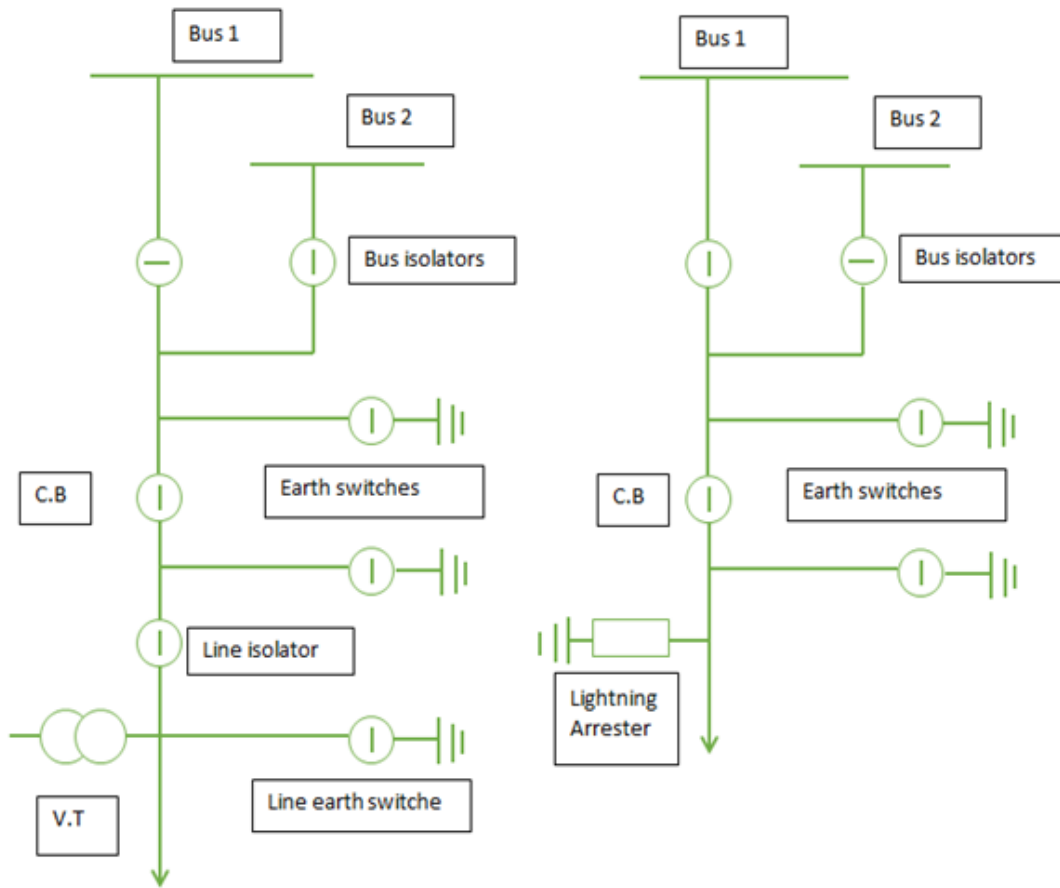 Bus 1
Bus 2
Bus isolators
Earth switches
C.B
Line isolator
Line earth switche
V.T
Bus 1
Bus 2
Bus isolators
Earth switches
C.B
Lightning
Arrester